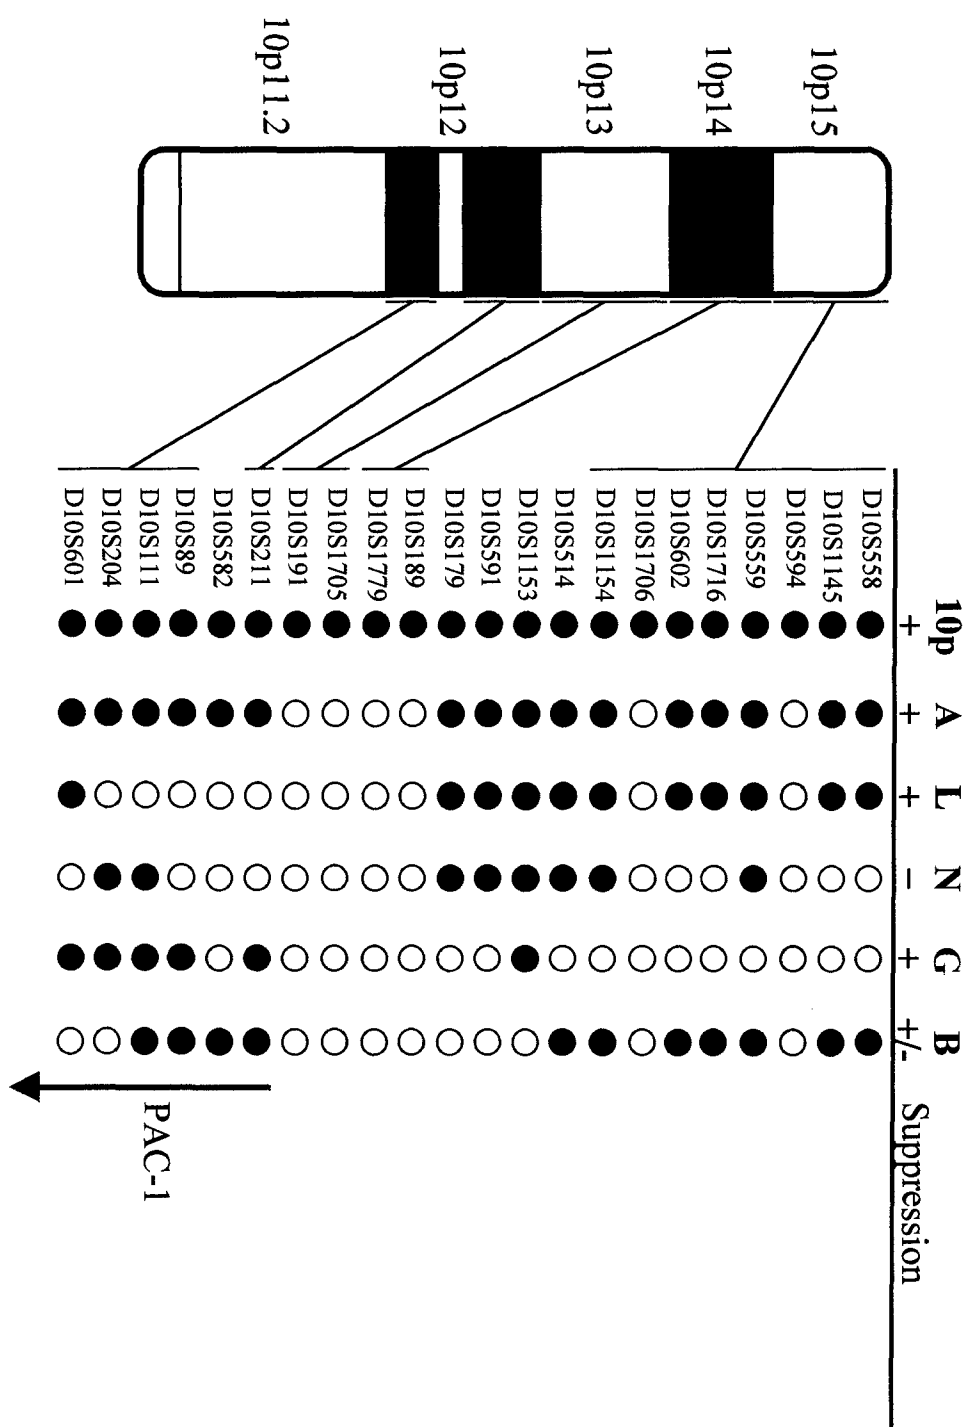 10p A L N G B
+ + + - + +/- Suppression
10p15
10p14
10p13
10p12
10p11.2
D10S558
D10S1145
D10S594
D10S559
D10S1716
D10S602
D10S1706
D10S1154
D10S514
D10S1153
D10S591
D10S179
D10S189
D10S1779
D10S1705
D10S191
D10S211
D10S582
D10S89
D10S111
D10S204
D10S601
PAC-1